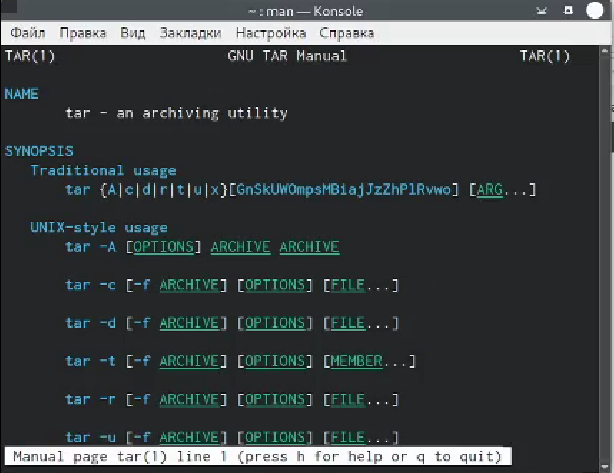 ~ : man — Konsole
Файл Правка Вид Закладки Настройка Справка
TAR(1) GNU TAR Manual TAR(1)
NAME
tar - an archiving utility
SYNOPSIS
Traditional usage
tar {A|c|d|r|t|u|x}[GnSkUWOmpsMBiajJzZhPlRvwo] [ARG...]
UNIX-style usage
tar -A [OPTIONS] ARCHIVE ARCHIVE
tar -c [-f ARCHIVE] [OPTIONS] [FILE...]
tar -d [-f ARCHIVE] [OPTIONS] [FILE...]
tar -t [-f ARCHIVE] [OPTIONS] [MEMBER...]
tar -r [-f ARCHIVE] [OPTIONS] [FILE...]
tar -u [-f ARCHIVE] [OPTIONS] [FILE...]
Manual page tar(1) line 1 (press h for help or q to quit)